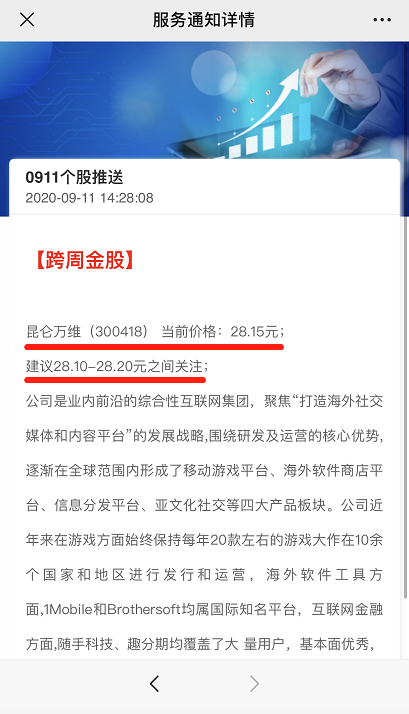 服务通知详情
0911个股推送
2020-09-11 14:28:08
【跨周金股】
昆仑万维（300418） 当前价格：28.15元；
建议28.10-28.20元之间关注；
公司是业内前沿的综合性互联网集团，聚焦“打造海外社交
媒体和内容平台”的发展战略,围绕研发及运营的核心优势,
逐渐在全球范围内形成了移动游戏平台、海外软件商店平
台、信息分发平台、亚文化社交等四大产品板块。公司近
年来在游戏方面始终保持每年20款左右的游戏大作在10余
个国家和地区进行发行和运营，海外软件工具方
面,1Mobile和Brothersoft均属国际知名平台，互联网金融
方面,随手科技、趣分期均覆盖了大 量用户，基本面优秀，